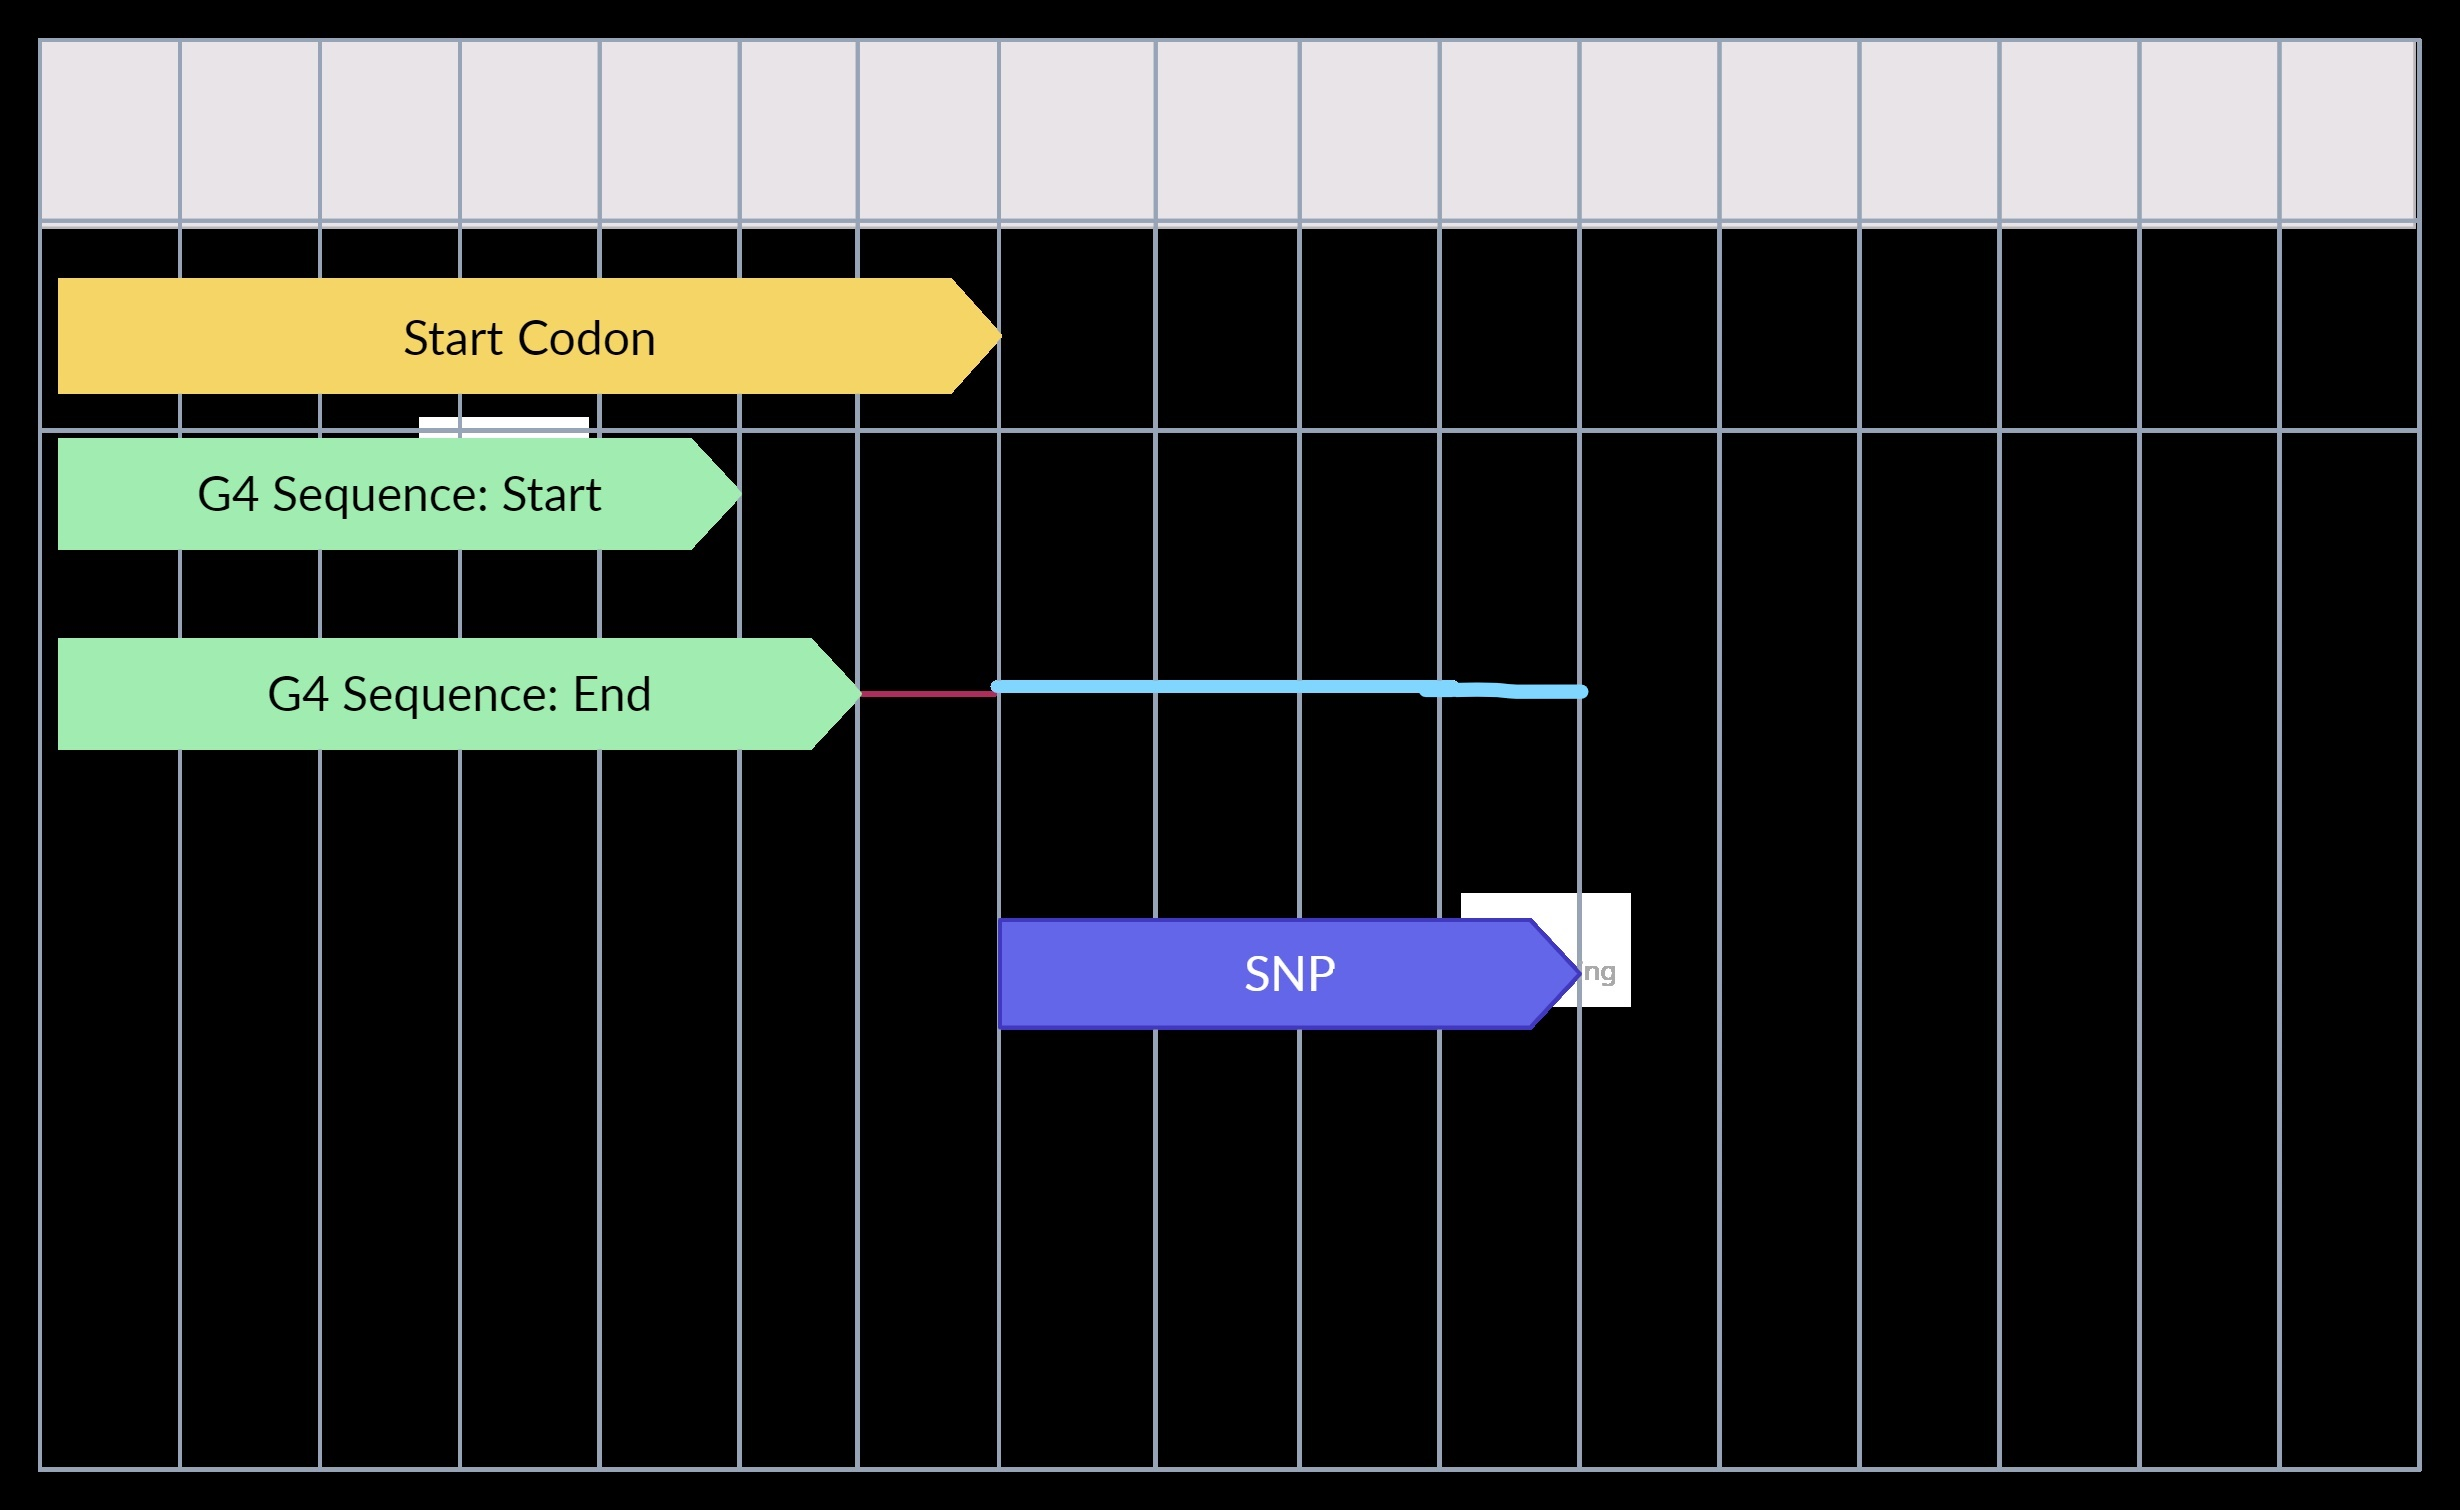 Start Codon
G4 Sequence: Start
G4 Sequence: End
SNP